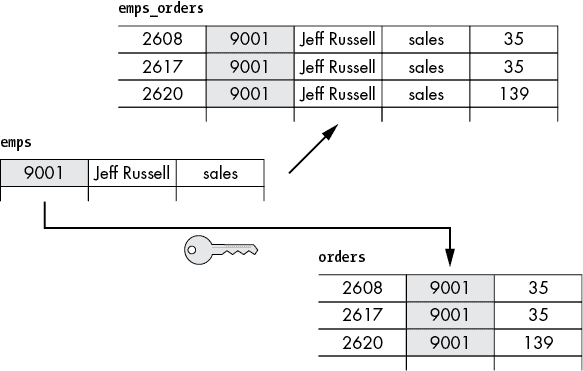 emps_orders
2608 9001 Jeff Russell sales 35
2617 9001 Jeff Russell sales 35
2620 9001 Jeff Russell sales 139
emps
9001 Jeff Russell sales
orders
2608 9001 35
2617 9001 35
2620 9001 139